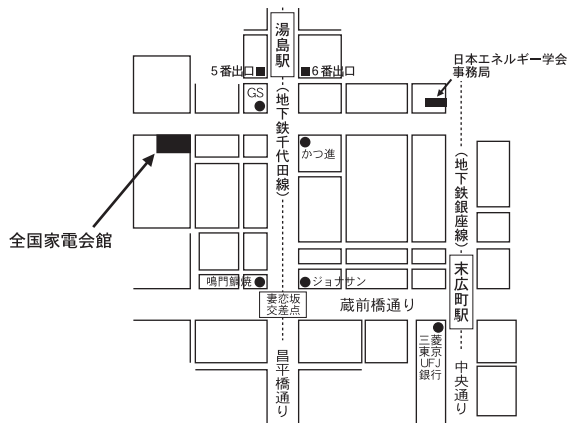 湯島駅
5番出口
6番出口
日本エネルギー学会
事務局
GS
(地下鉄千代田線)
かつ進
(地下鉄銀座線)
全国家電会館
鳴門鯛焼
ジョナサン
妻恋坂
交差点
蔵前橋通り
末広町駅
三菱
東京
UFJ
銀行
昌平橋通り
中央通り